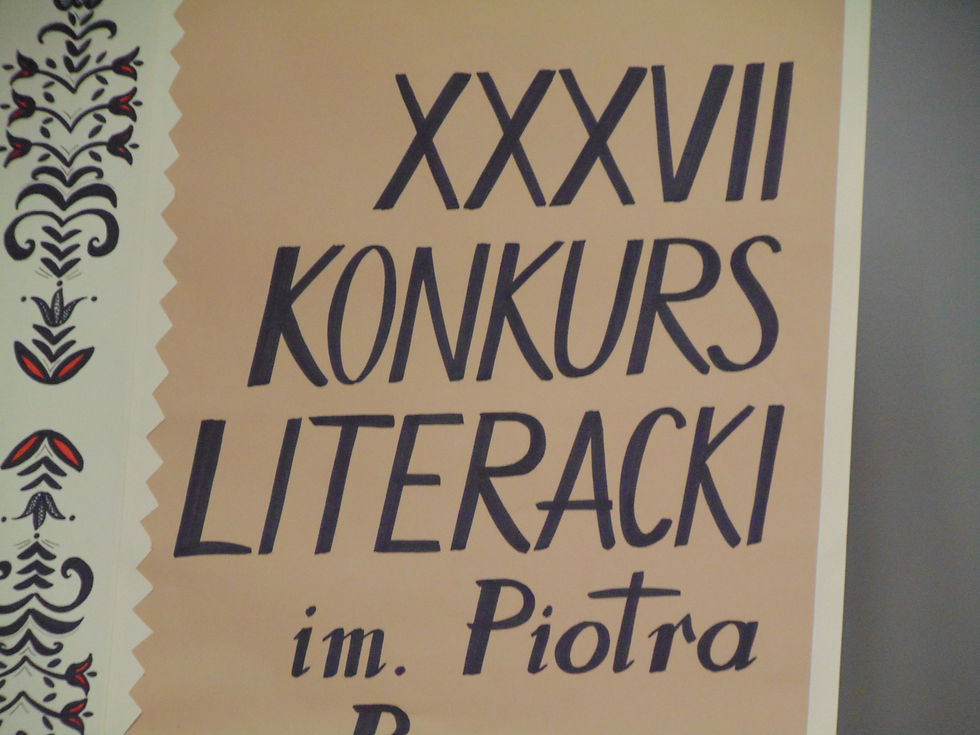 XXXVII
KONKURS
LITERACKI
im. Piotra